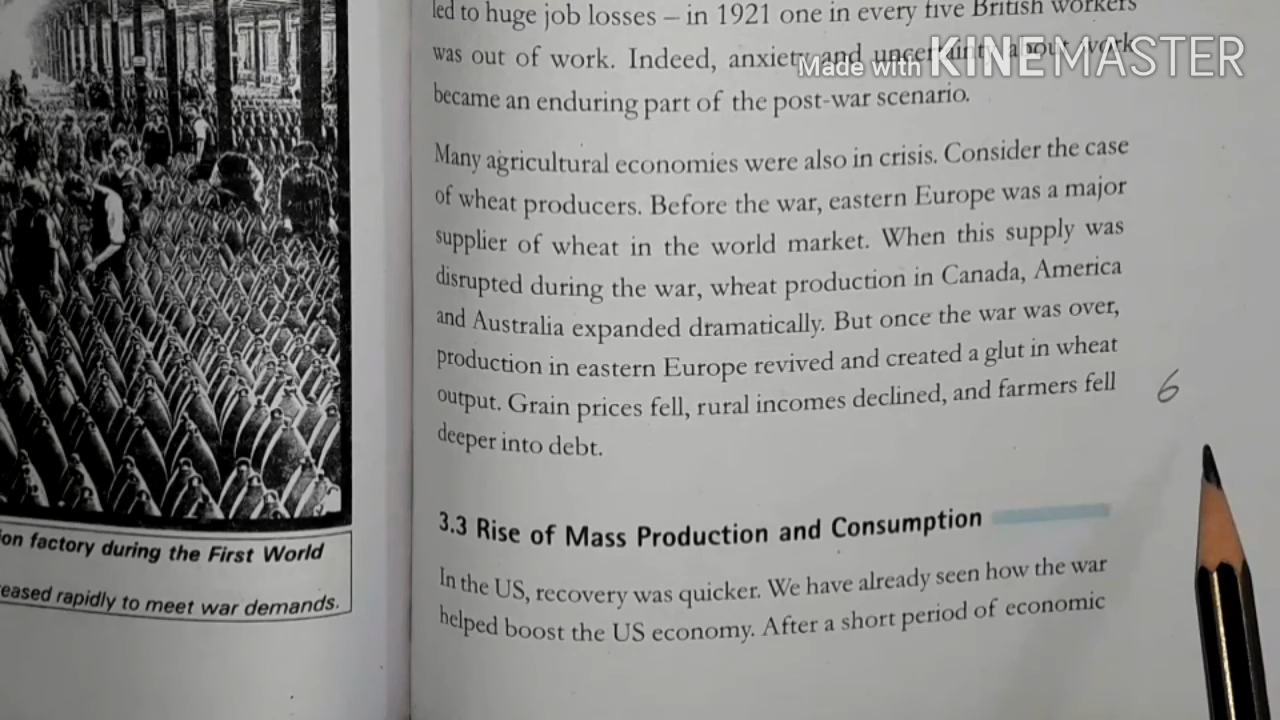 led to huge job losses – in 1921 one in every five British workers
was out of work. Indeed, anxiety and uncertainty about work
Made with KINEMASTER
became an enduring part of the post-war scenario.
Many agricultural economies were also in crisis. Consider the case
of wheat producers. Before the war, eastern Europe was a major
supplier of wheat in the world market. When this supply was
disrupted during the war, wheat production in Canada, America
and Australia expanded dramatically. But once the war was over,
production in eastern Europe revived and created a glut in wheat
output. Grain prices fell, rural incomes declined, and farmers fell
6
deeper into debt.
3.3 Rise of Mass Production and Consumption
In the US, recovery was quicker. We have already seen how the war
helped boost the US economy. After a short period of economic
ion factory during the First World
eased rapidly to meet war demands.